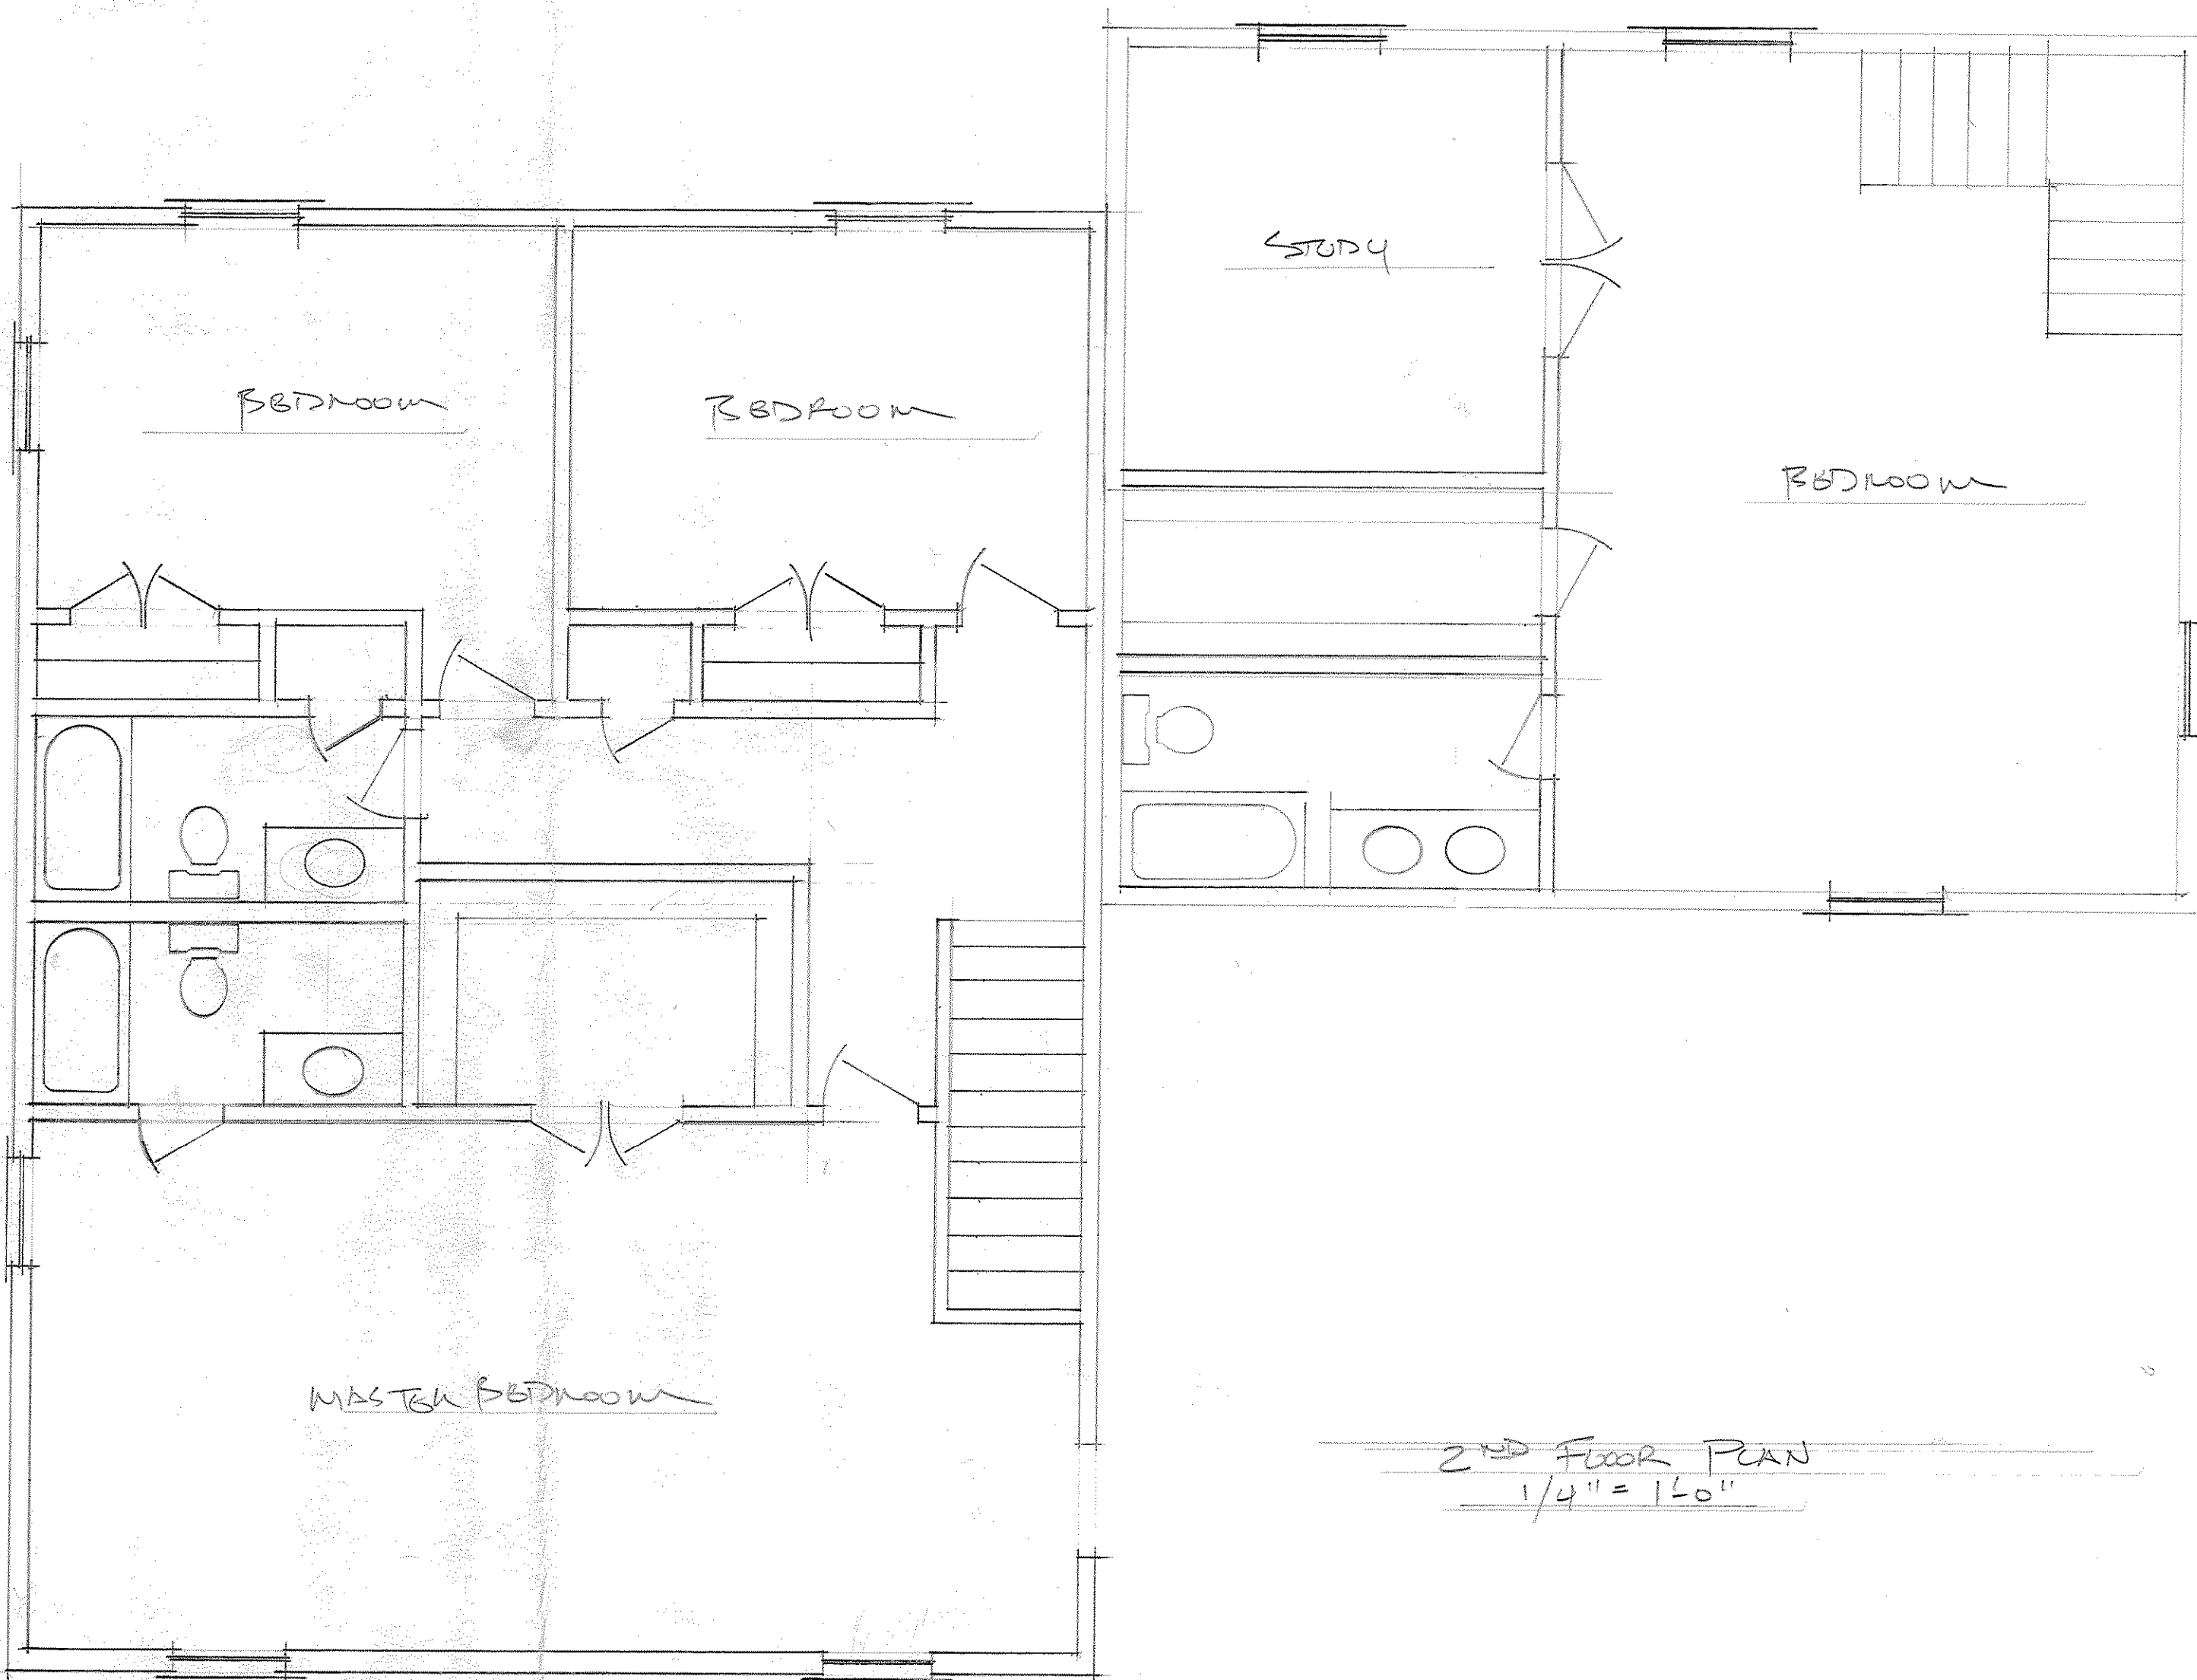 STUDY
BEDROOM
BEDROOM
BEDROOM
MASTER BEDROOM
2ND FLOOR PLAN
1/4" = 1'-0"